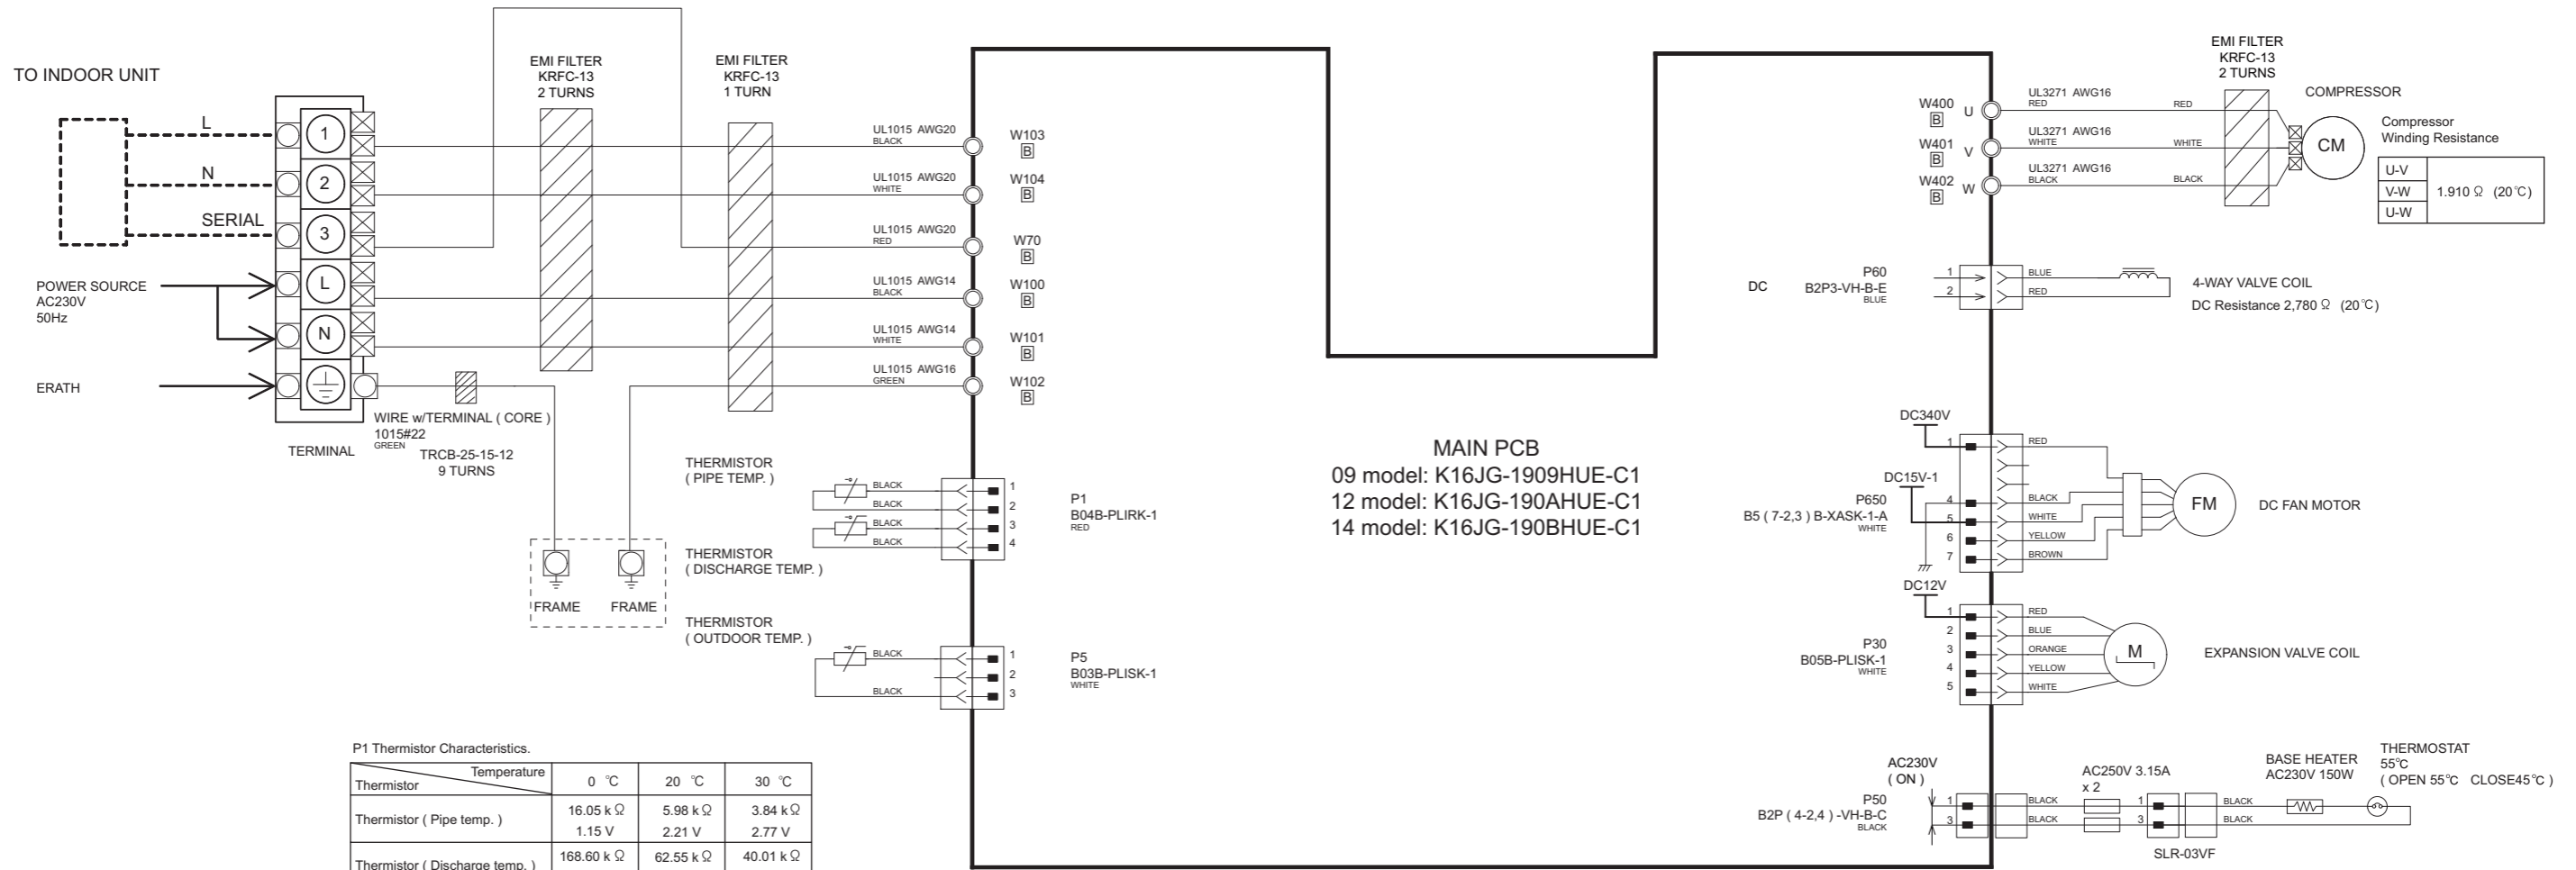 TO INDOOR UNIT
L
N
SERIAL
POWER SOURCE
AC230V
50Hz
ERATH
1
2
3
L
N
TERMINAL
WIRE w/TERMINAL ( CORE )
1015#22
GREEN
TRCB-25-15-12
9 TURNS
EMI FILTER
KRFC-13
2 TURNS
EMI FILTER
KRFC-13
1 TURN
UL1015 AWG20
BLACK
W103
B
UL1015 AWG20
WHITE
W104
B
UL1015 AWG20
RED
W70
B
UL1015 AWG14
BLACK
W100
B
UL1015 AWG14
WHITE
W101
B
UL1015 AWG16
GREEN
W102
B
FRAME
FRAME
THERMISTOR
( PIPE TEMP. )
BLACK
BLACK
BLACK
BLACK
1
2
3
4
P1
B04B-PLIRK-1
RED
THERMISTOR
( DISCHARGE TEMP. )
THERMISTOR
( OUTDOOR TEMP. )
BLACK
BLACK
1
2
3
P5
B03B-PLISK-1
WHITE
MAIN PCB
09 model: K16JG-1909HUE-C1
12 model: K16JG-190AHUE-C1
14 model: K16JG-190BHUE-C1
W400
B
U
W401
B
V
W402
B
W
UL3271 AWG16
RED
RED
UL3271 AWG16
WHITE
WHITE
UL3271 AWG16
BLACK
BLACK
EMI FILTER
KRFC-13
2 TURNS
COMPRESSOR
CM
Compressor
Winding Resistance
U-V
V-W
U-W
1.910 Ω (20℃)
DC
P60
B2P3-VH-B-E
BLUE
1
2
BLUE
RED
4-WAY VALVE COIL
DC Resistance 2,780 Ω (20℃)
DC340V
DC15V-1
P650
B5 ( 7-2,3 ) B-XASK-1-A
WHITE
1
4
5
6
7
RED
BLACK
WHITE
YELLOW
BROWN
FM
DC FAN MOTOR
DC12V
P30
B05B-PLISK-1
WHITE
1
2
3
4
5
RED
BLUE
ORANGE
YELLOW
WHITE
M
EXPANSION VALVE COIL
AC230V
( ON )
P50
B2P ( 4-2,4 ) -VH-B-C
BLACK
1
3
BLACK
BLACK
AC250V 3.15A
x 2
1
3
SLR-03VF
BLACK
BLACK
BASE HEATER
AC230V 150W
THERMOSTAT
55℃
( OPEN 55℃ CLOSE45℃ )
P1 Thermistor Characteristics.
Temperature
Thermistor
0 ℃
20 ℃
30 ℃
Thermistor ( Pipe temp. )
16.05 k Ω
5.98 k Ω
3.84 k Ω
1.15 V
2.21 V
2.77 V
Thermistor ( Discharge temp. )
168.60 k Ω
62.55 k Ω
40.01 k Ω